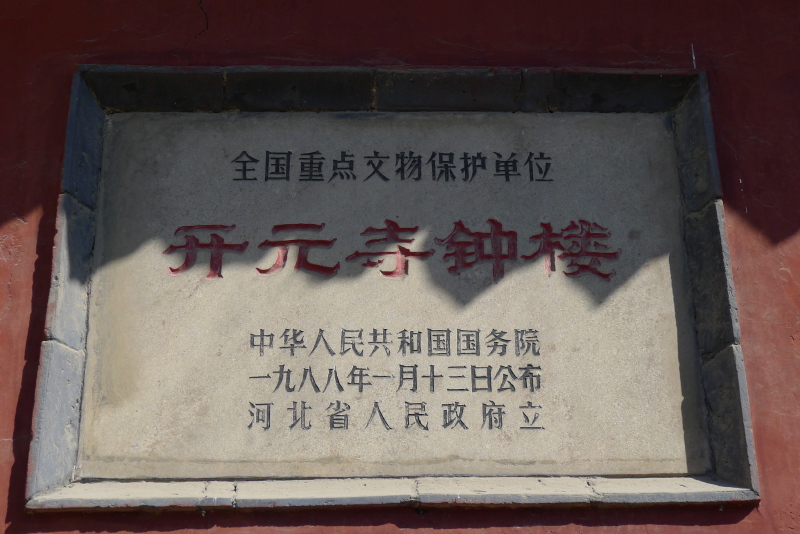 全国重点文物保护单位
开元寺钟楼
中华人民共和国国务院
一九八八年一月十三日公布
河北省人民政府立